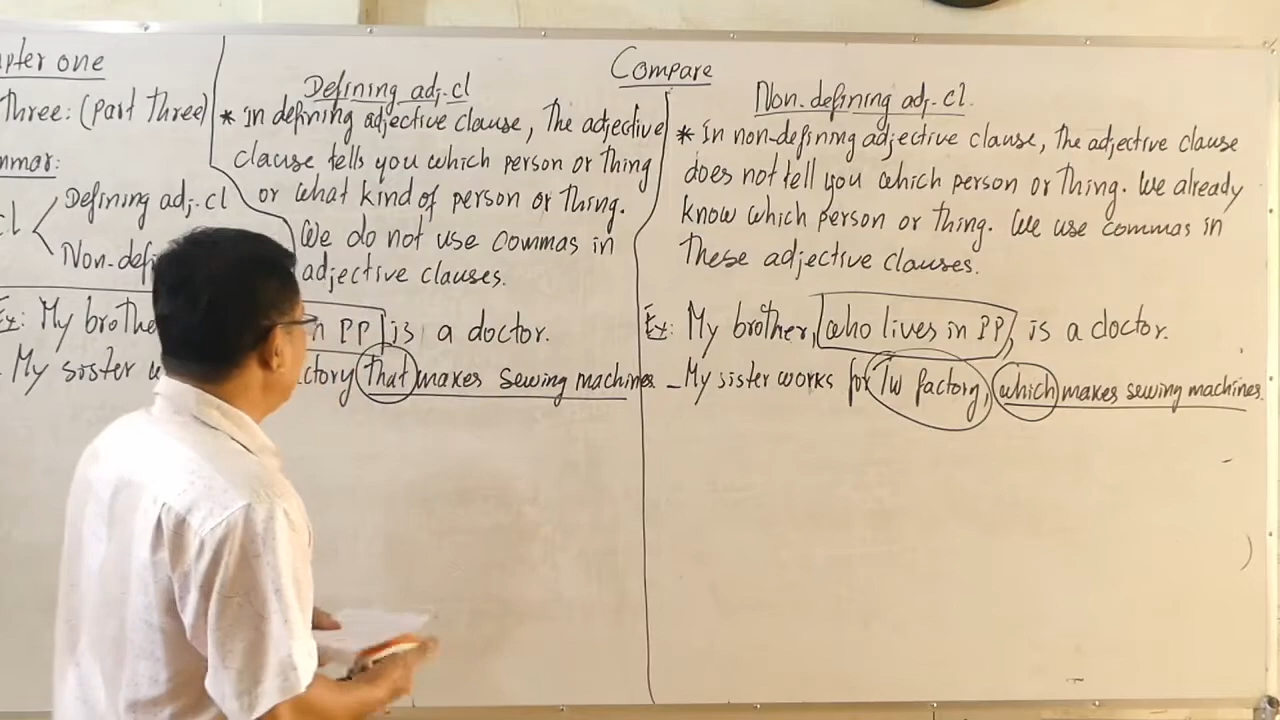 pter one
Three: (part Three)
mmar:
cl
Defining adj.cl
Non-defi
Compare
Defining adj.cl
* In defining adjective clause, the adjective
clause tells you which person or thing
or what kind of person or thing.
We do not use commas in
adjective clauses.
Ex: My brothe n PP is a doctor.
- My sister w ctory that makes sewing machines.
Non-defining adj.cl.
* In non-defining adjective clause, the adjective clause
does not tell you which person or thing. We already
know which person or thing. We use commas in
these adjective clauses.
Ex: My brother, who lives in PP, is a doctor.
- My sister works for TW factory, which makes sewing machines.